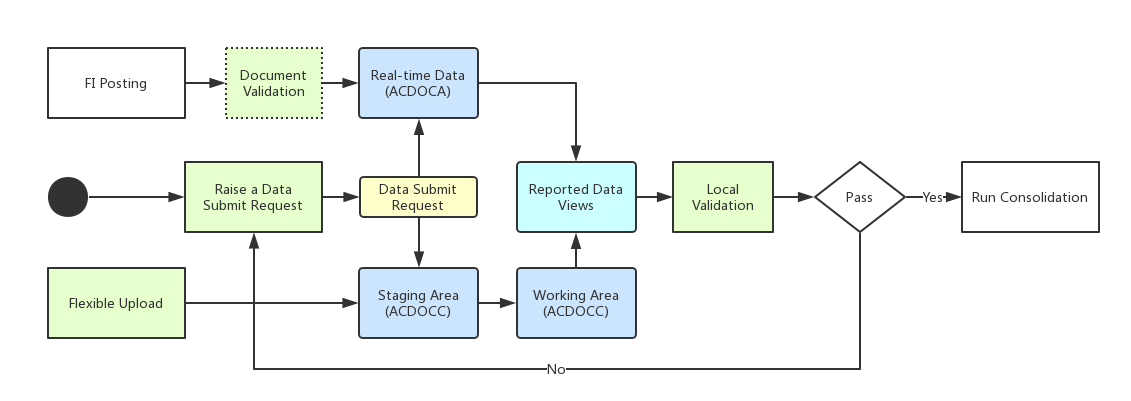 FI Posting
Document
Validation
Real-time Data
(ACDOCA)
Raise a Data
Submit Request
Data Submit
Request
Reported Data
Views
Local
Validation
Pass
Yes
Run Consolidation
Flexible Upload
Staging Area
(ACDOCC)
Working Area
(ACDOCC)
No